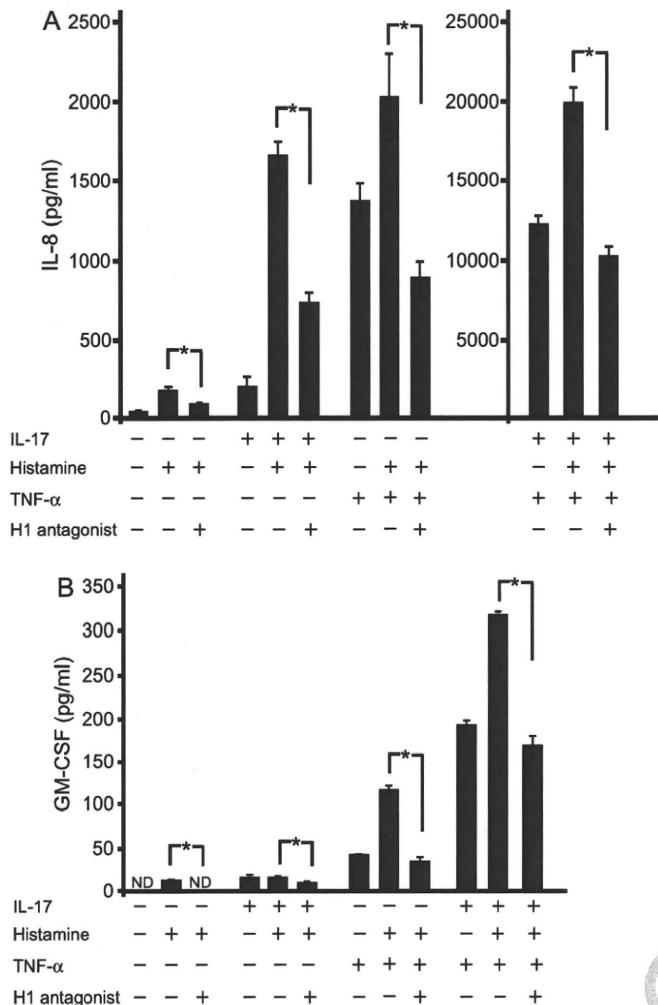 A
IL-8 (pg/ml)
2500
2000
1500
1000
500
0
25000
20000
15000
10000
5000
* * * *
IL-17 − − − + + + − − − + + +
Histamine − + + − + + − + + − + +
TNF-α − − − − − − + + + + + +
H1 antagonist − − + − − + − − + − − +
B
GM-CSF (pg/ml)
350
300
250
200
150
100
50
0
* * * *
ND ND
IL-17 − − − + + + − − − + + +
Histamine − + + − + + − + + − + +
TNF-α − − − − − − + + + + + +
H1 antagonist − − + − − + − − + − − +